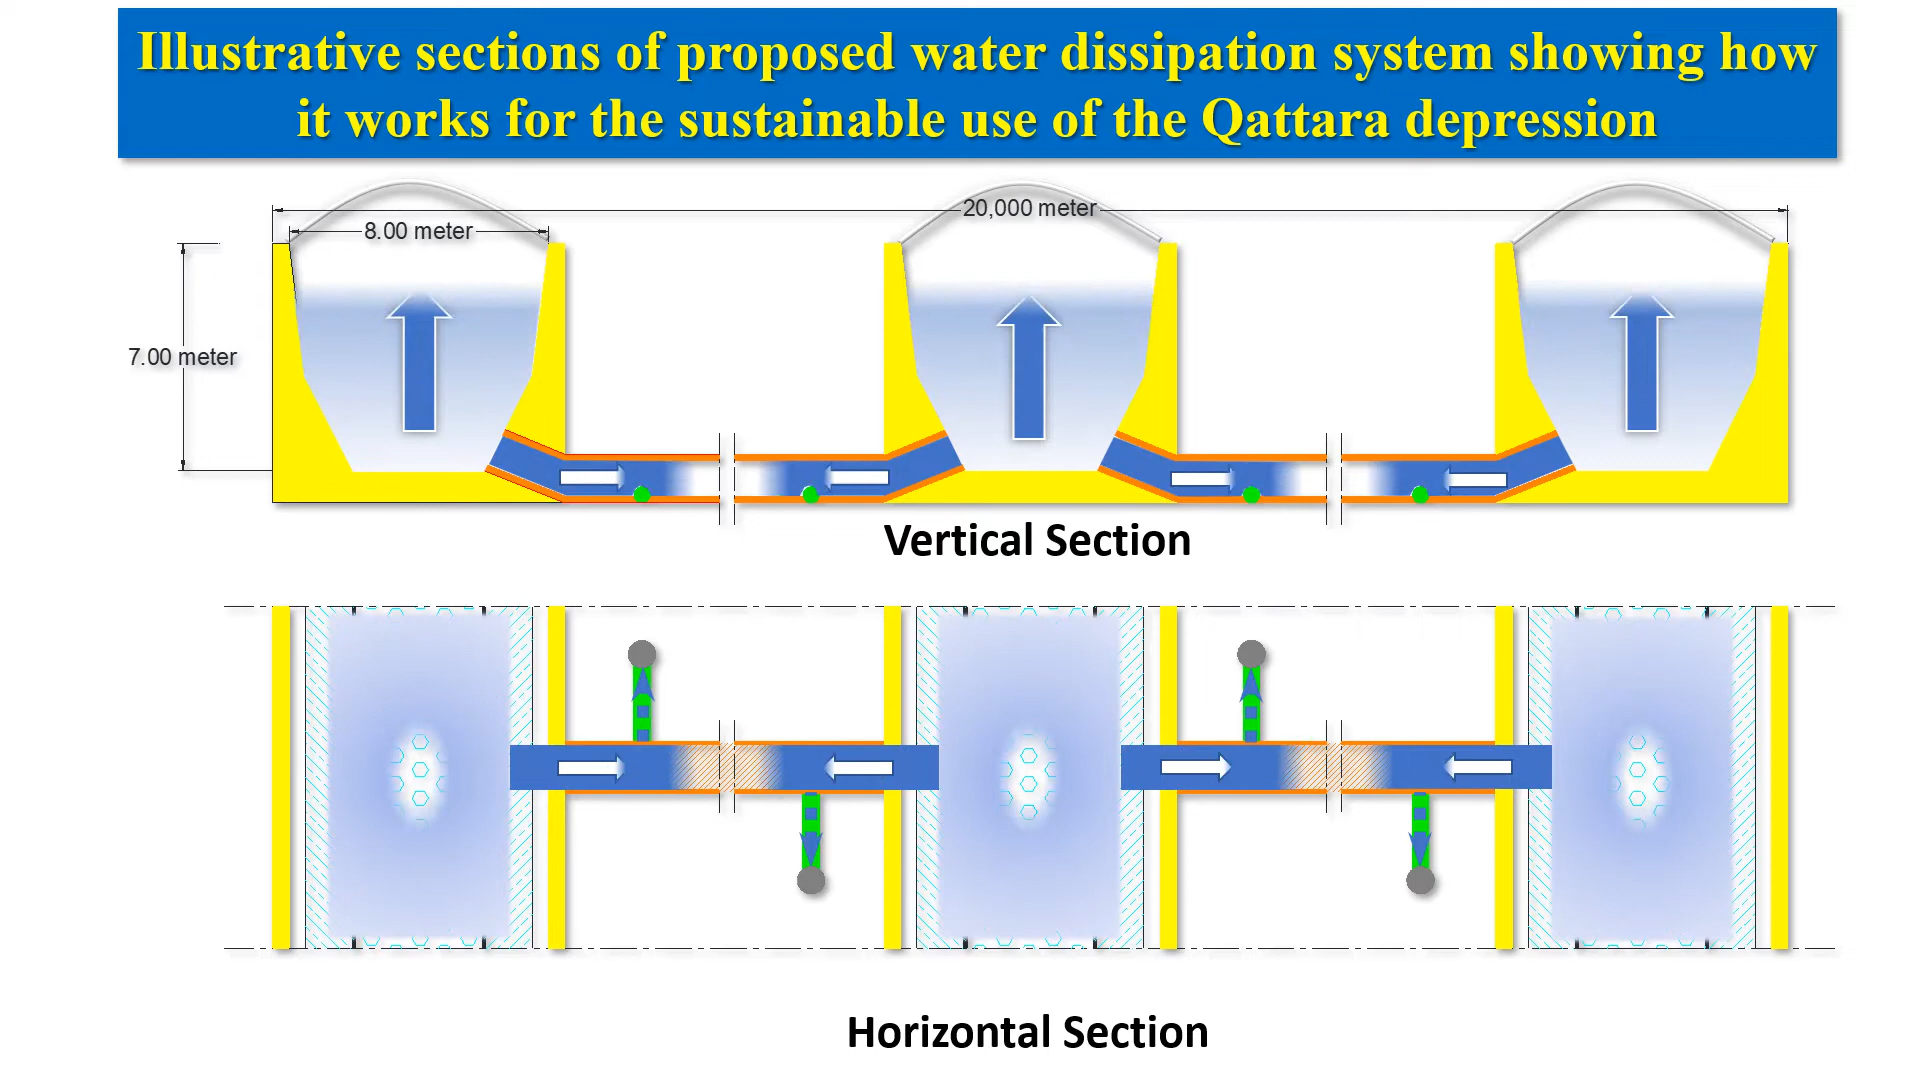 Illustrative sections of proposed water dissipation system showing how
it works for the sustainable use of the Qattara depression
20,000 meter
8.00 meter
7.00 meter
Vertical Section
Horizontal Section